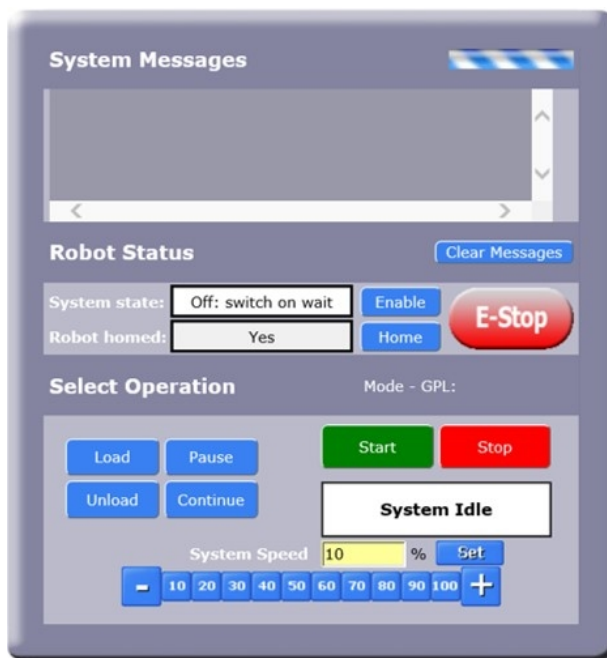 System Messages
Robot Status
Clear Messages
System state: Off: switch on wait Enable
E-Stop
Robot homed: Yes Home
Select Operation Mode - GPL:
Load Pause Start Stop
Unload Continue System Idle
System Speed 10 % Set
- 10 20 30 40 50 60 70 80 90 100 +